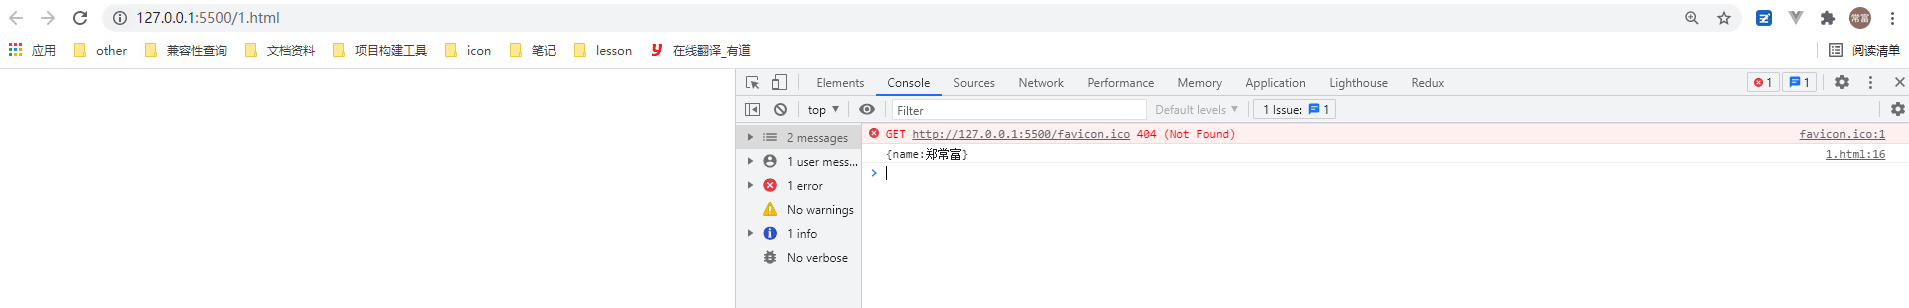 127.0.0.1:5500/1.html
常富
应用 other 兼容性查询 文档资料 项目构建工具 icon 笔记 lesson 在线翻译_有道 阅读清单
Elements Console Sources Network Performance Memory Application Lighthouse Redux 1 1
top Filter Default levels 1 Issue: 1
2 messages
1 user mess...
1 error
No warnings
1 info
No verbose
GET http://127.0.0.1:5500/favicon.ico 404 (Not Found) favicon.ico:1
{name:郑常富} 1.html:16